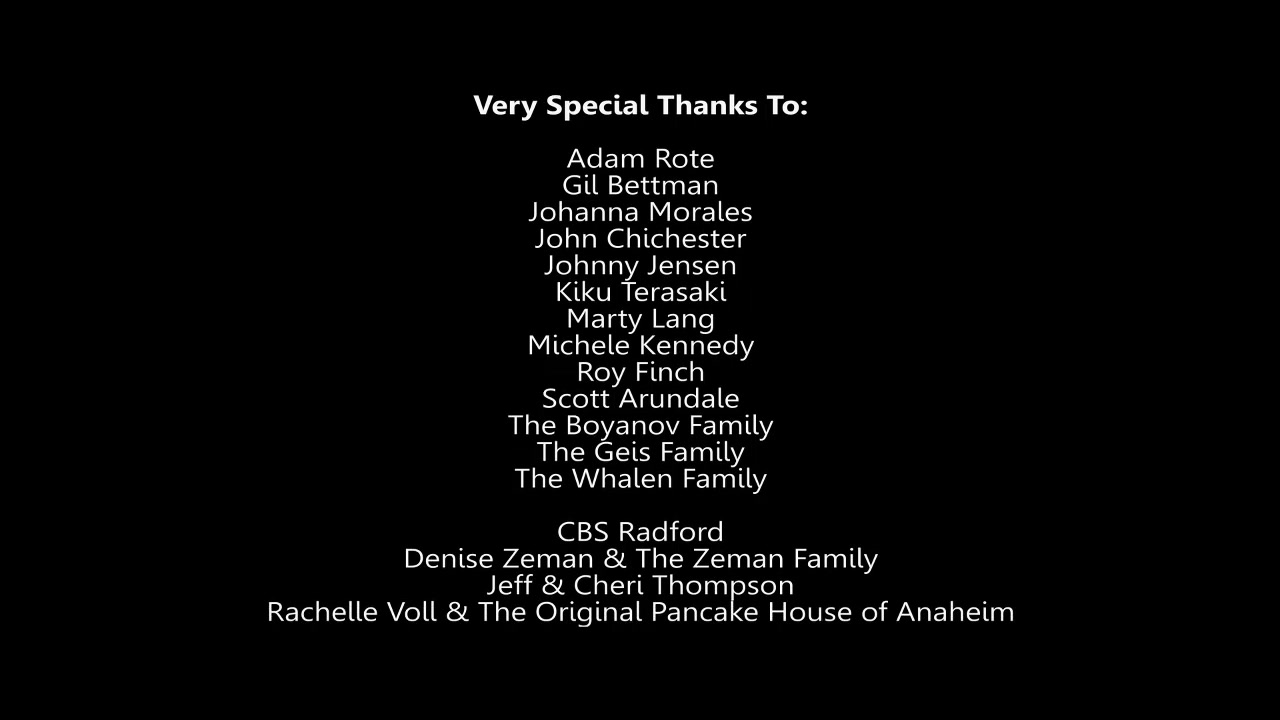 Very Special Thanks To:
Adam Rote
Gil Bettman
Johanna Morales
John Chichester
Johnny Jensen
Kiku Terasaki
Marty Lang
Michele Kennedy
Roy Finch
Scott Arundale
The Boyanov Family
The Geis Family
The Whalen Family
CBS Radford
Denise Zeman & The Zeman Family
Jeff & Cheri Thompson
Rachelle Voll & The Original Pancake House of Anaheim